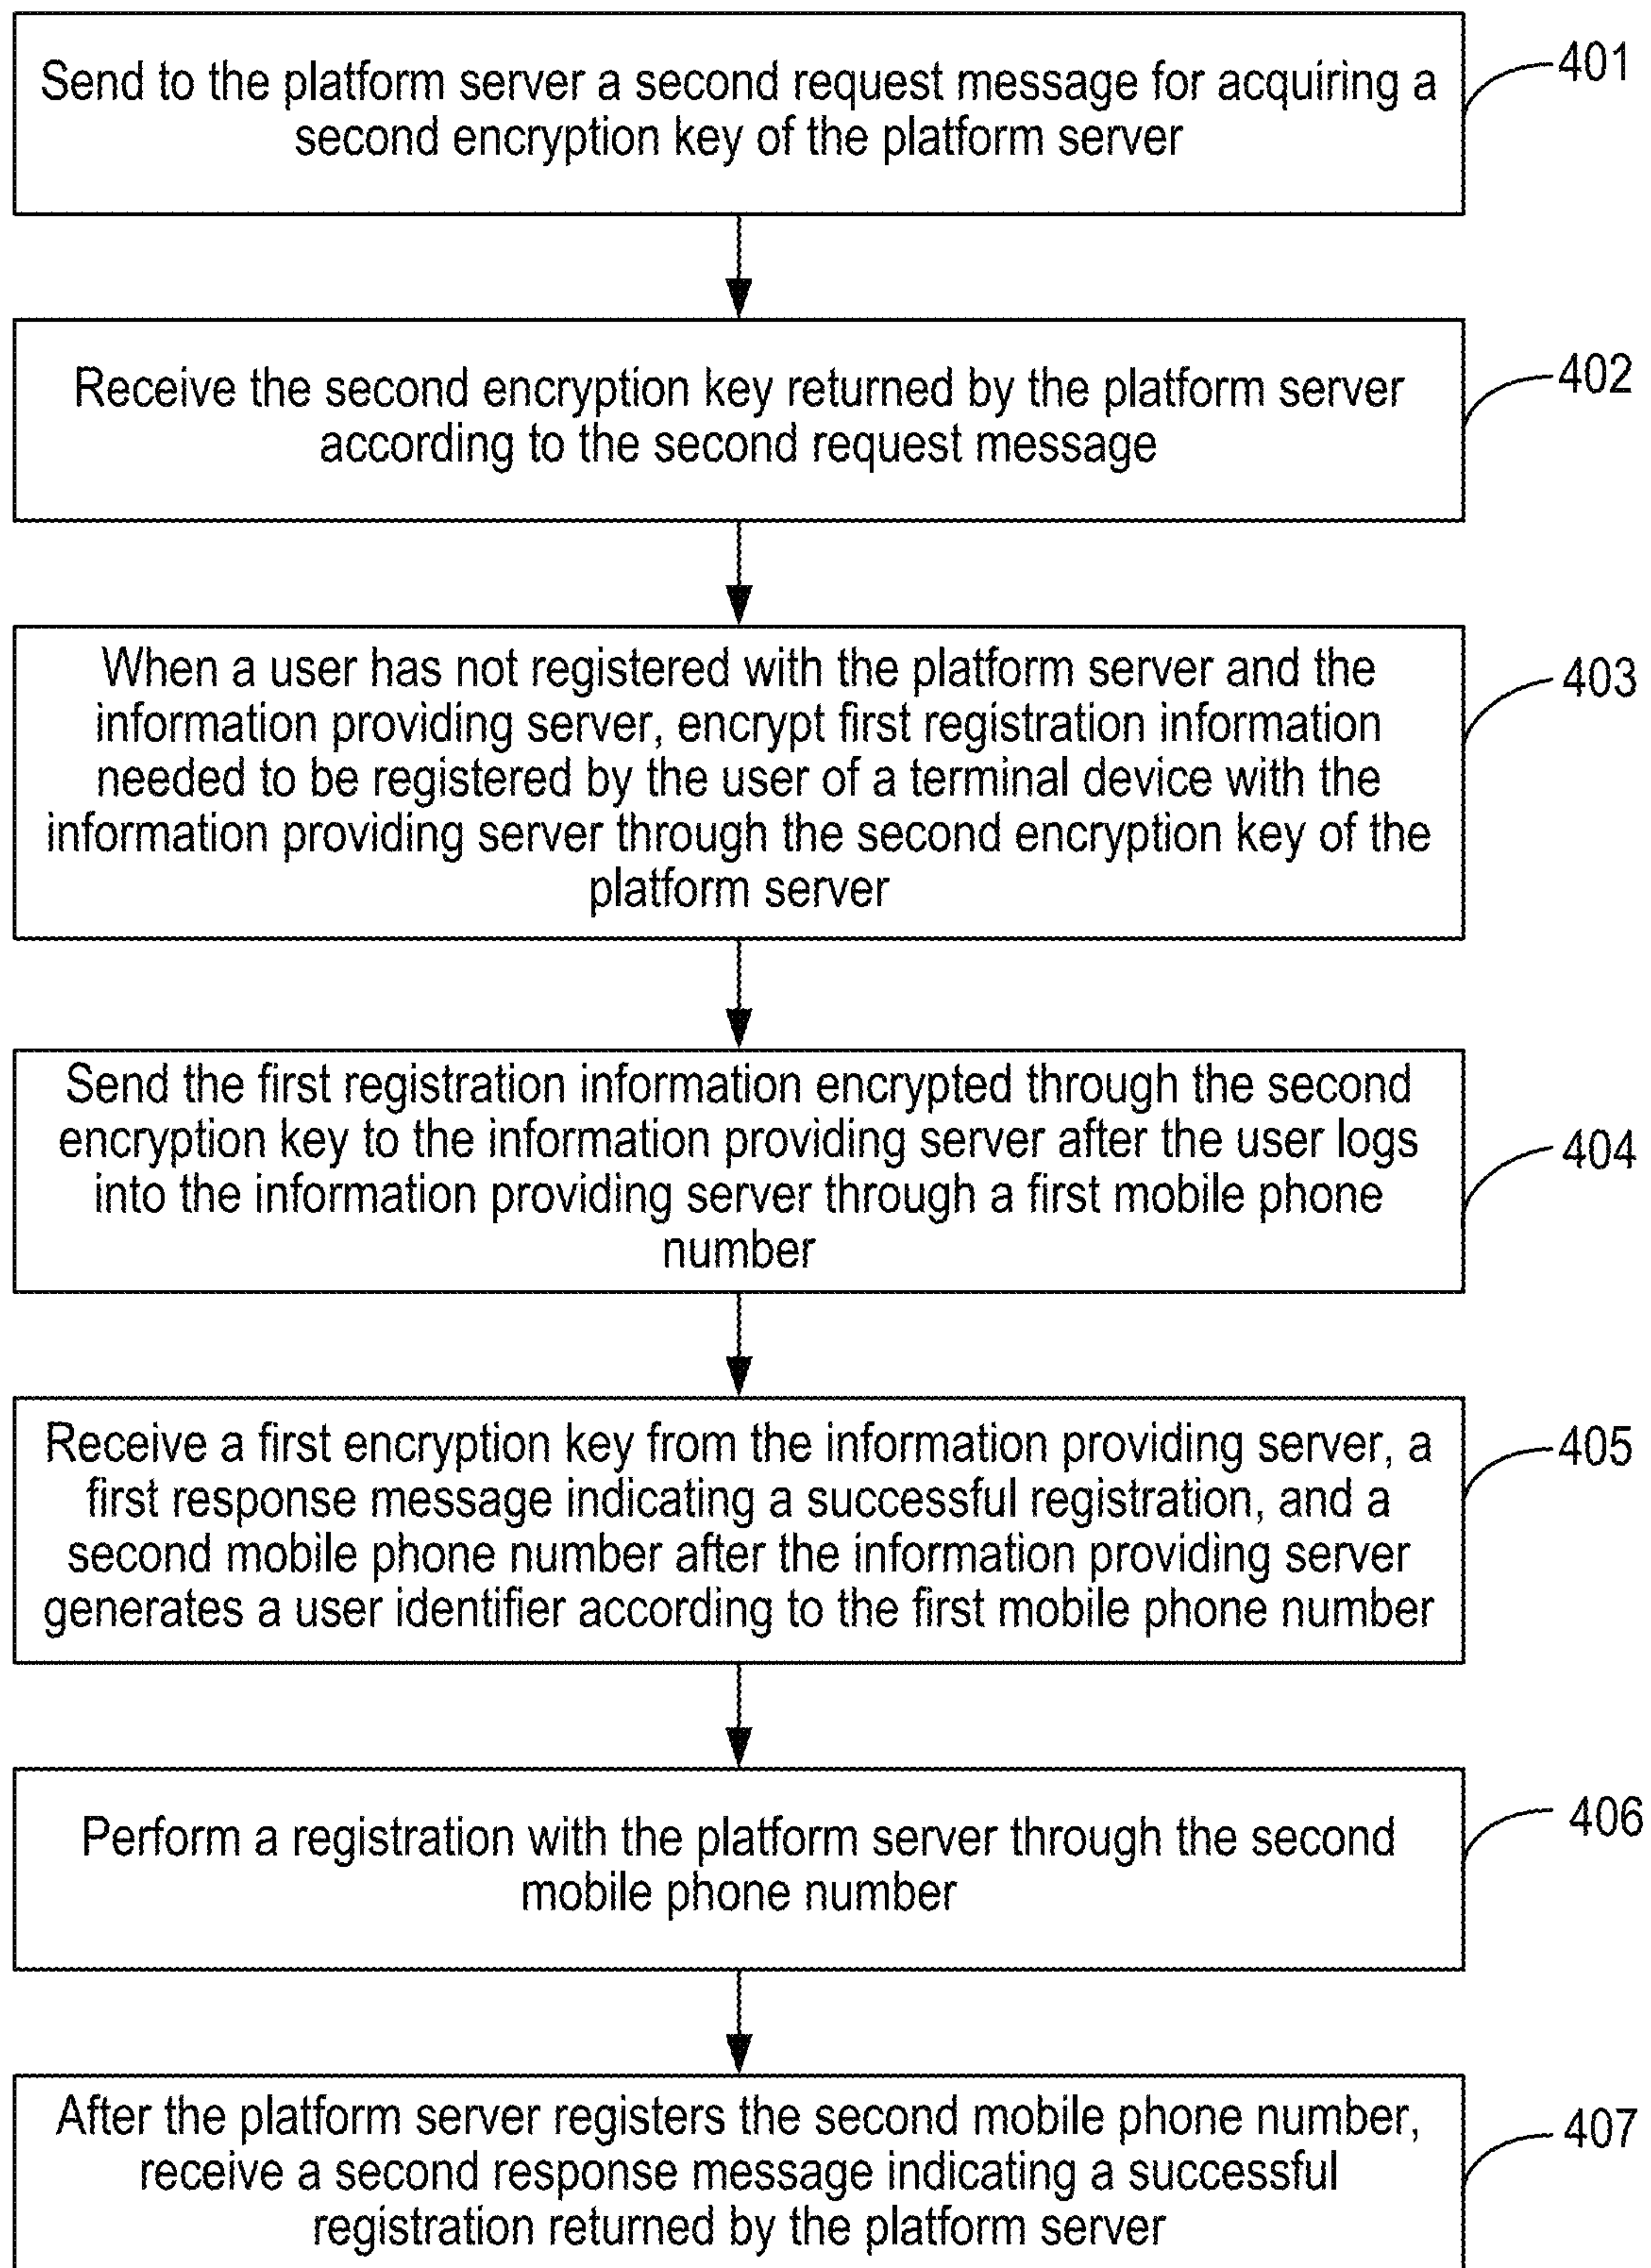 Send to the platform server a second request message for acquiring a
second encryption key of the platform server
401
Receive the second encryption key returned by the platform server
according to the second request message
402
When a user has not registered with the platform server and the
information providing server, encrypt first registration information
needed to be registered by the user of a terminal device with the
information providing server through the second encryption key of the
platform server
403
Send the first registration information encrypted through the second
encryption key to the information providing server after the user logs
into the information providing server through a first mobile phone
number
404
Receive a first encryption key from the information providing server, a
first response message indicating a successful registration, and a
second mobile phone number after the information providing server
generates a user identifier according to the first mobile phone number
405
Perform a registration with the platform server through the second
mobile phone number
406
After the platform server registers the second mobile phone number,
receive a second response message indicating a successful
registration returned by the platform server
407